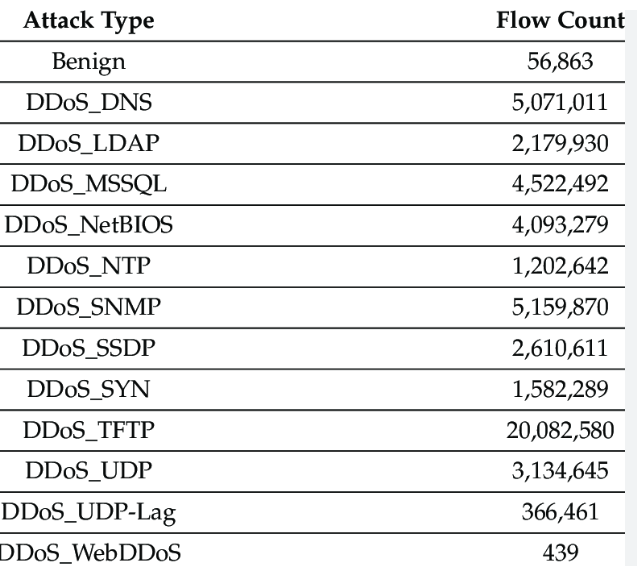 Attack Type Flow Count
Benign 56,863
DDoS_DNS 5,071,011
DDoS_LDAP 2,179,930
DDoS_MSSQL 4,522,492
DDoS_NetBIOS 4,093,279
DDoS_NTP 1,202,642
DDoS_SNMP 5,159,870
DDoS_SSDP 2,610,611
DDoS_SYN 1,582,289
DDoS_TFTP 20,082,580
DDoS_UDP 3,134,645
DDoS_UDP-Lag 366,461
DDoS_WebDDoS 439